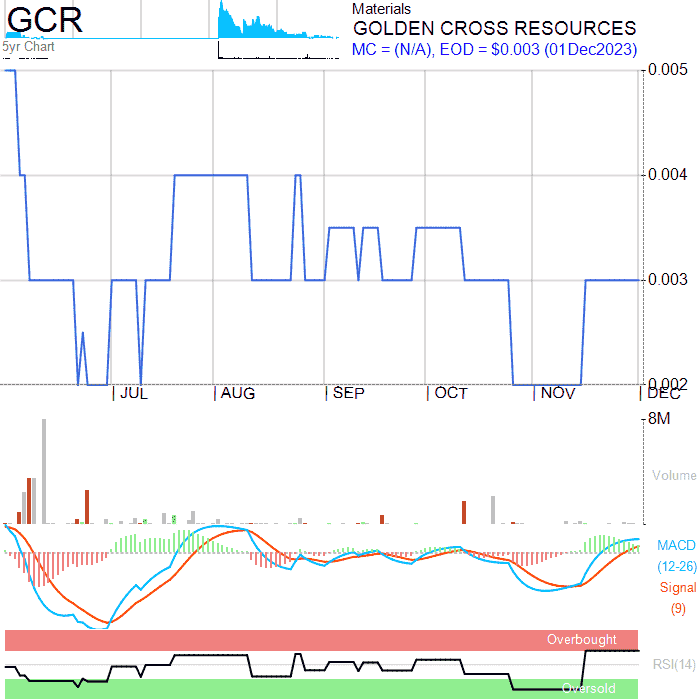 GCR
5yr Chart
Materials
GOLDEN CROSS RESOURCES
MC = (N/A), EOD = $0.003 (01Dec2023)
0.005
0.004
0.003
0.002
JUL AUG SEP OCT NOV DEC
8M
Volume
MACD
(12-26)
Signal
(9)
Overbought
RSI(14)
Oversold